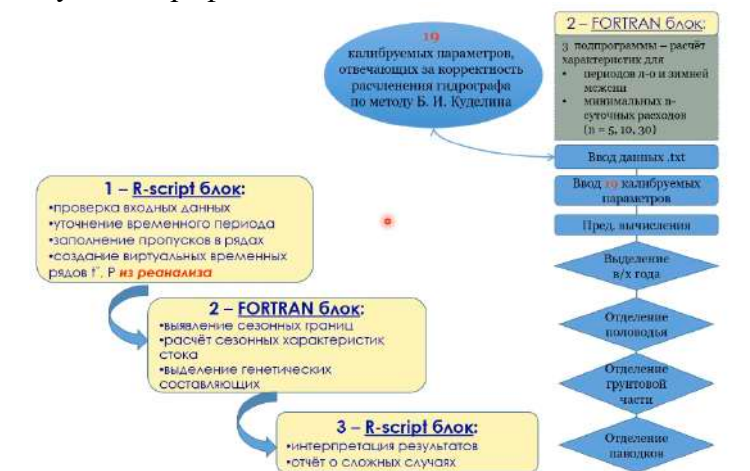 19
калибруемых параметров,
отвечающих за корректность
расчленения гидрографа
по методу Б. И. Куделина
2 – FORTRAN блок:
3 подпрограммы – расчёт
характеристик для
• периодов л-о и зимней
межени
• минимальных n-
суточных расходов
(n = 5, 10, 30)
Ввод данных .txt
Ввод 19 калибруемых
параметров
Пред. вычисления
Выделение
в/х года
Отделение
половодья
Отделение
грунтовой
части
Отделение
паводков
1 – R-script блок:
•проверка входных данных
•уточнение временного периода
•заполнение пропусков в рядах
•создание виртуальных временных
рядов t°, P из реанализа
2 – FORTRAN блок:
•выявление сезонных границ
•расчёт сезонных характеристик
стока
•выделение генетических
составляющих
3 – R-script блок:
•интерпретация результатов
•отчёт о сложных случаях